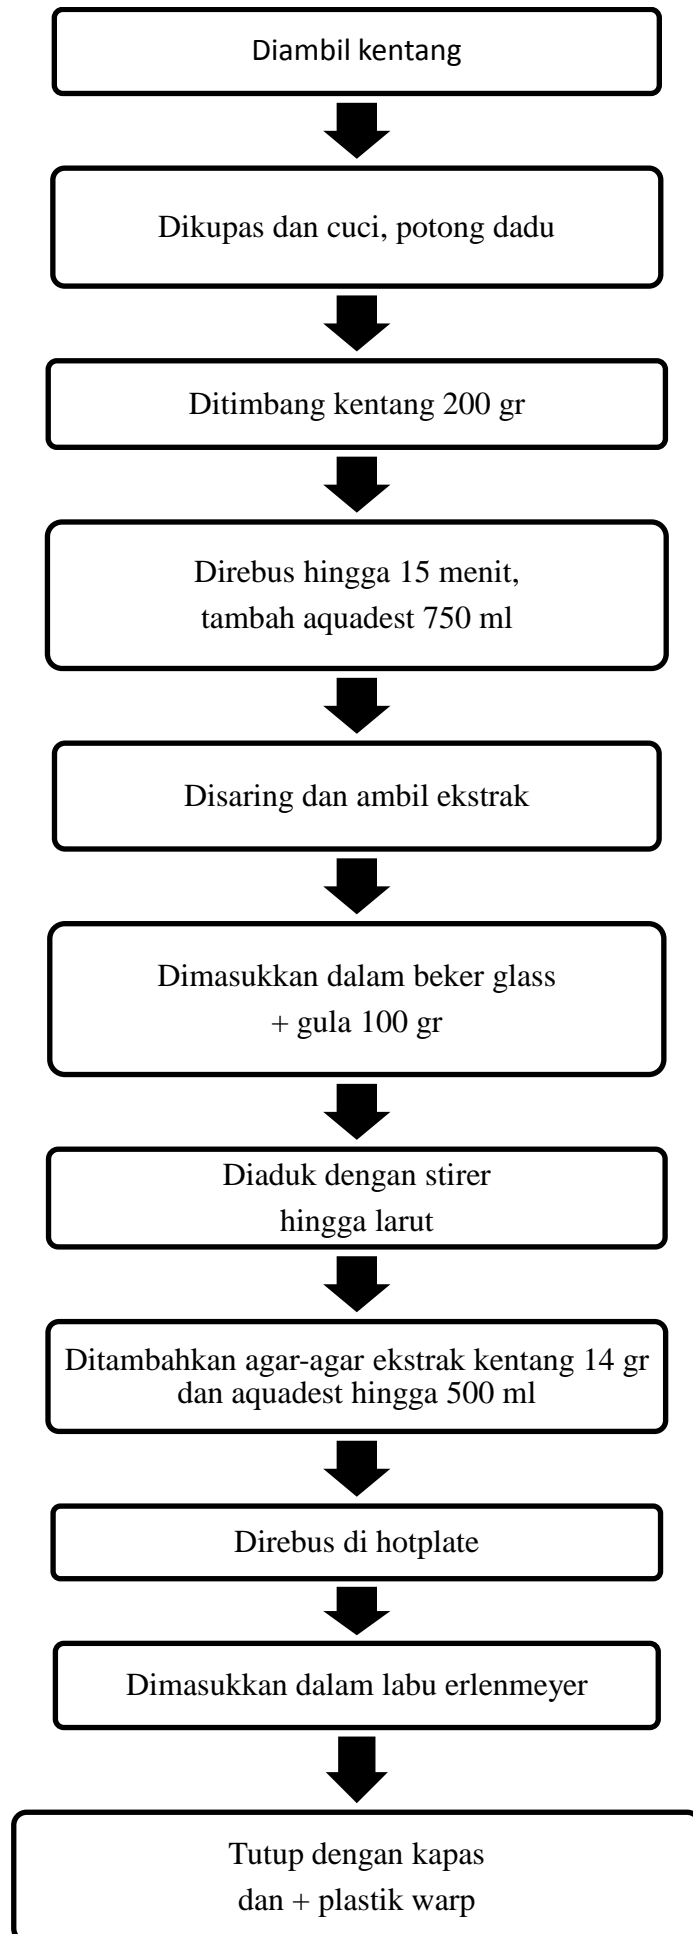 Diambil kentang
Dikupas dan cuci, potong dadu
Ditimbang kentang 200 gr
Direbus hingga 15 menit,
tambah aquadest 750 ml
Disaring dan ambil ekstrak
Dimasukkan dalam beker glass
+ gula 100 gr
Diaduk dengan stirer
hingga larut
Ditambahkan agar-agar ekstrak kentang 14 gr
dan aquadest hingga 500 ml
Direbus di hotplate
Dimasukkan dalam labu erlenmeyer
Tutup dengan kapas
dan + plastik warp